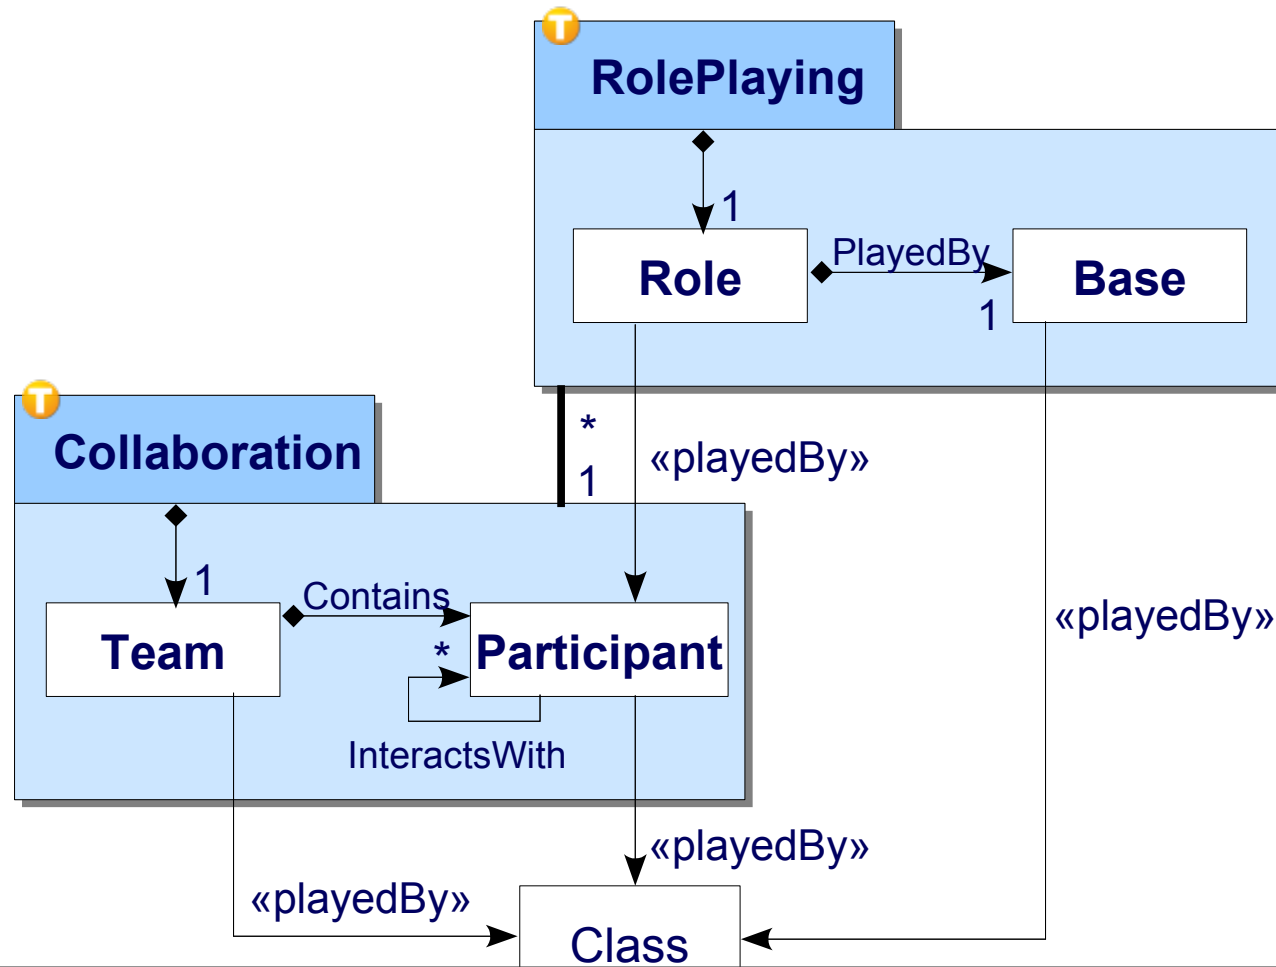 T
RolePlaying
1
Role
PlayedBy
1
Base
T
Collaboration
*
1
«playedBy»
1
Team
Contains
*
Participant
InteractsWith
«playedBy»
«playedBy»
«playedBy»
Class